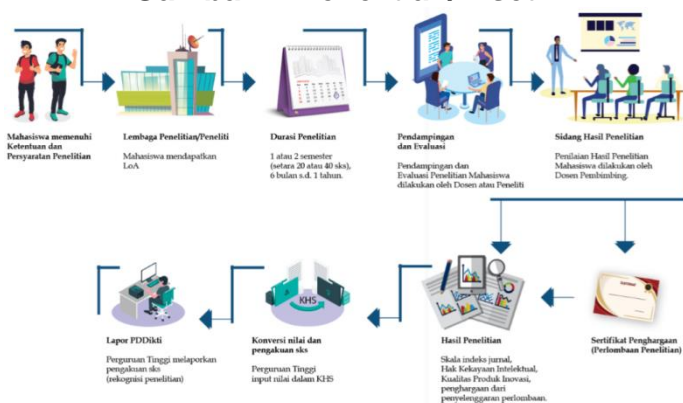 Mahasiswa memenuhi
Ketentuan dan
Persyaratan Penelitian
Lembaga Penelitian/Peneliti
Mahasiswa mendapatkan
LoA
Durasi Penelitian
1 atau 2 semester
(setara 20 atau 40 sks),
6 bulan s.d. 1 tahun.
Pendampingan
dan Evaluasi
Pendampingan dan
Evaluasi Penelitian Mahasiswa
dilakukan oleh Dosen atau Peneliti
Sidang Hasil Penelitian
Penilaian Hasil Penelitian
Mahasiswa dilakukan oleh
Dosen Pembimbing.
Lapor PDDikti
Perguruan Tinggi melaporkan
pengakuan sks
(rekognisi penelitian)
KHS
Konversi nilai dan
pengakuan sks
Perguruan Tinggi
input nilai dalam KHS
Hasil Penelitian
Skala indeks jurnal,
Hak Kekayaan Intelektual,
Kualitas Produk Inovasi,
penghargaan dari
penyelenggaran perlombaan.
Sertifikat Penghargaan
(Perlombaan Penelitian)